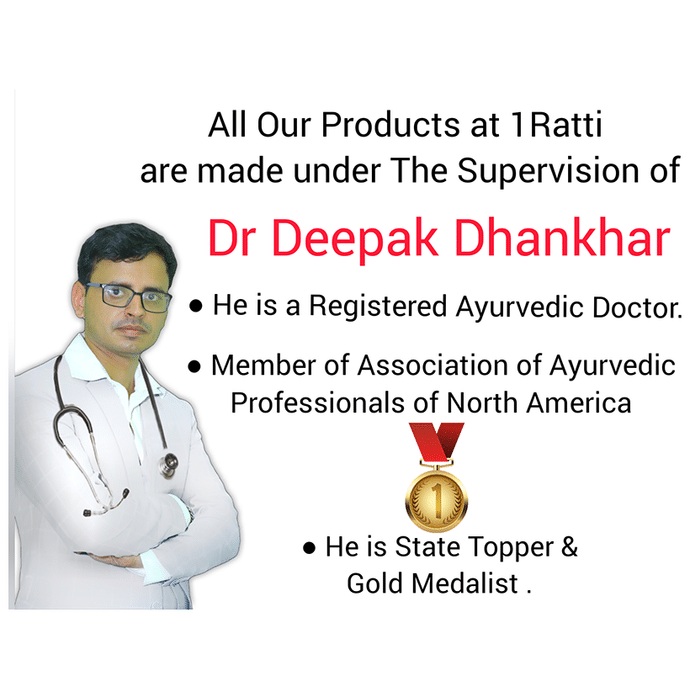 All Our Products at 1Ratti
are made under The Supervision of
Dr Deepak Dhankhar
● He is a Registered Ayurvedic Doctor.
● Member of Association of Ayurvedic
Professionals of North America
1
● He is State Topper &
Gold Medalist .